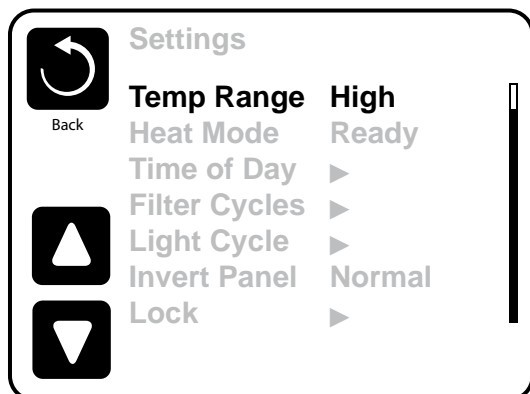 Settings
Temp Range High
Back
Heat Mode Ready
Time of Day ▶
Filter Cycles ▶
Light Cycle ▶
Invert Panel Normal
Lock ▶